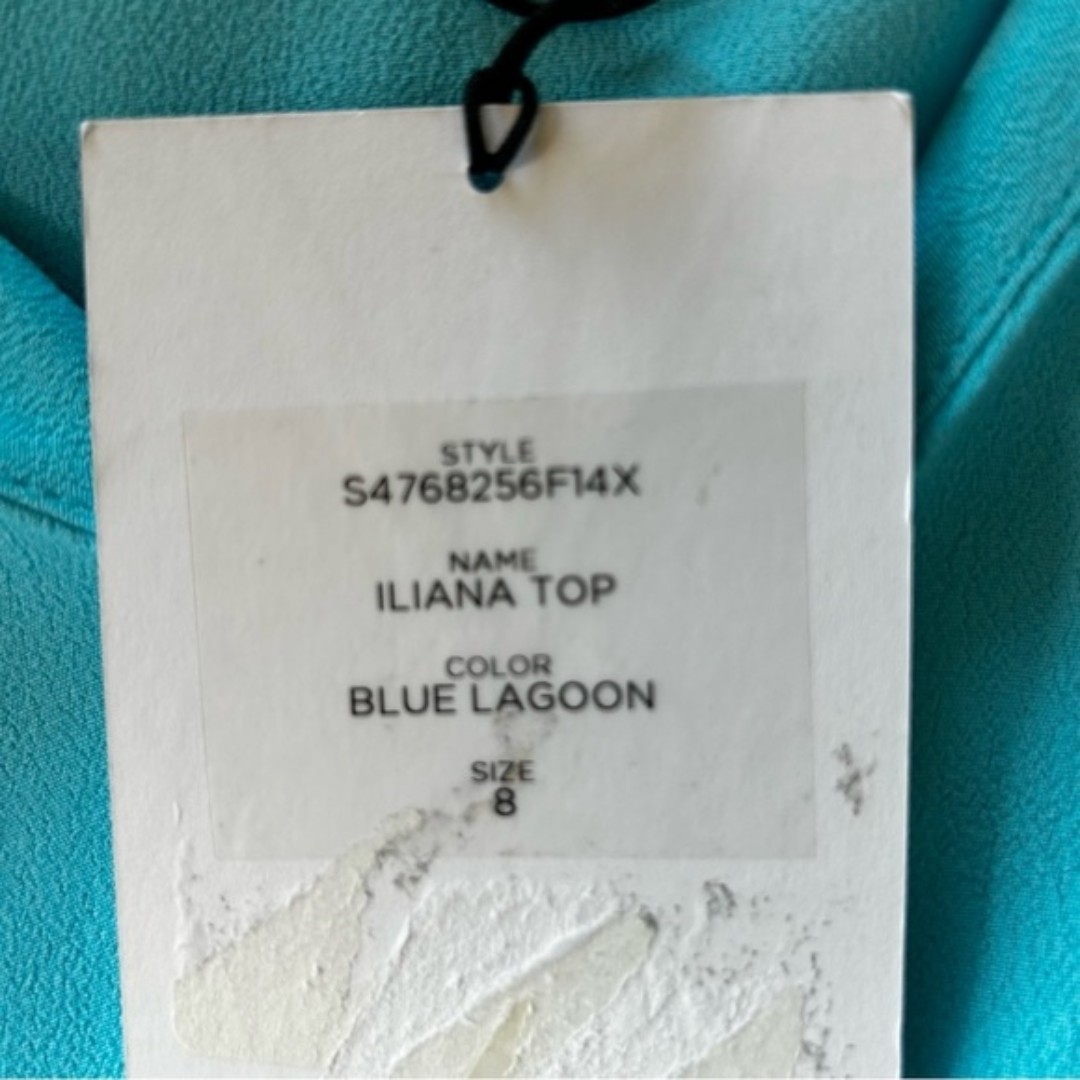 STYLE
S4768256F14X
NAME
ILIANA TOP
COLOR
BLUE LAGOON
SIZE
8